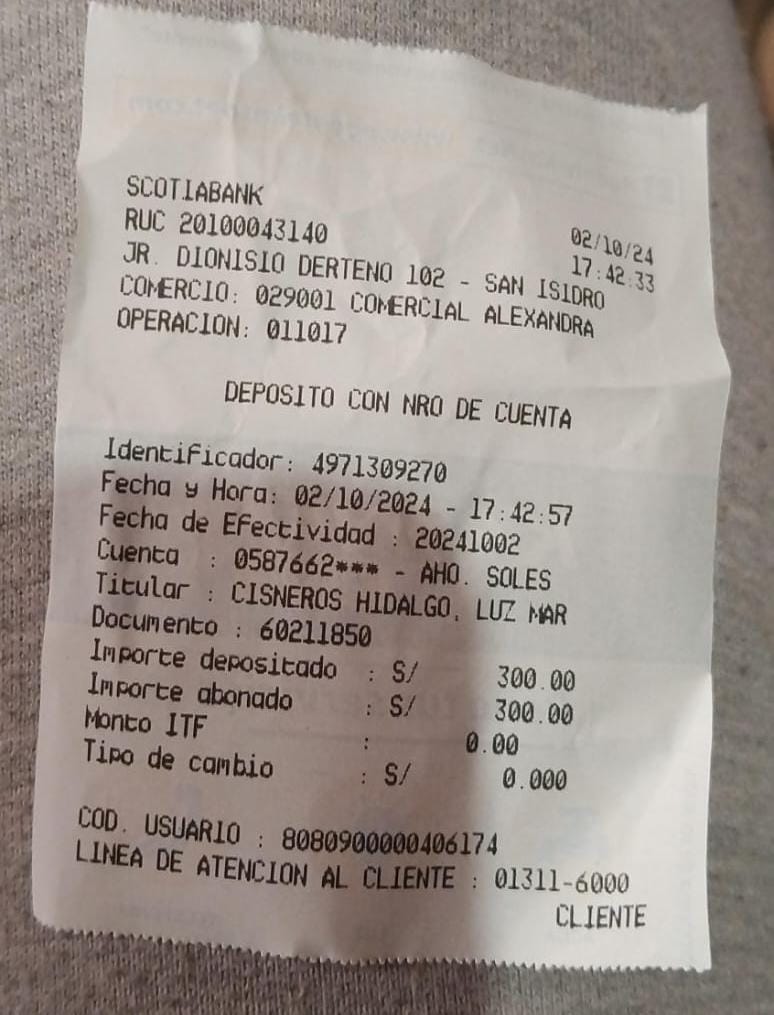 SCOTIABANK
RUC 20100043140 02/10/24
JR. DIONISIO DERTENO 102 - SAN ISIDRO 17:42:33
COMERCIO: 029001 COMERCIAL ALEXANDRA
OPERACION: 011017
DEPOSITO CON NRO DE CUENTA
Identificador: 4971309270
Fecha y Hora: 02/10/2024 - 17:42:57
Fecha de Efectividad : 20241002
Cuenta : 0587662*** - AHO. SOLES
Titular : CISNEROS HIDALGO, LUZ MAR
Documento : 60211850
Importe depositado : S/ 300.00
Importe abonado : S/ 300.00
Monto ITF : 0.00
Tipo de cambio : S/ 0.000
COD. USUARIO : 8080900000406174
LINEA DE ATENCION AL CLIENTE : 01311-6000
CLIENTE